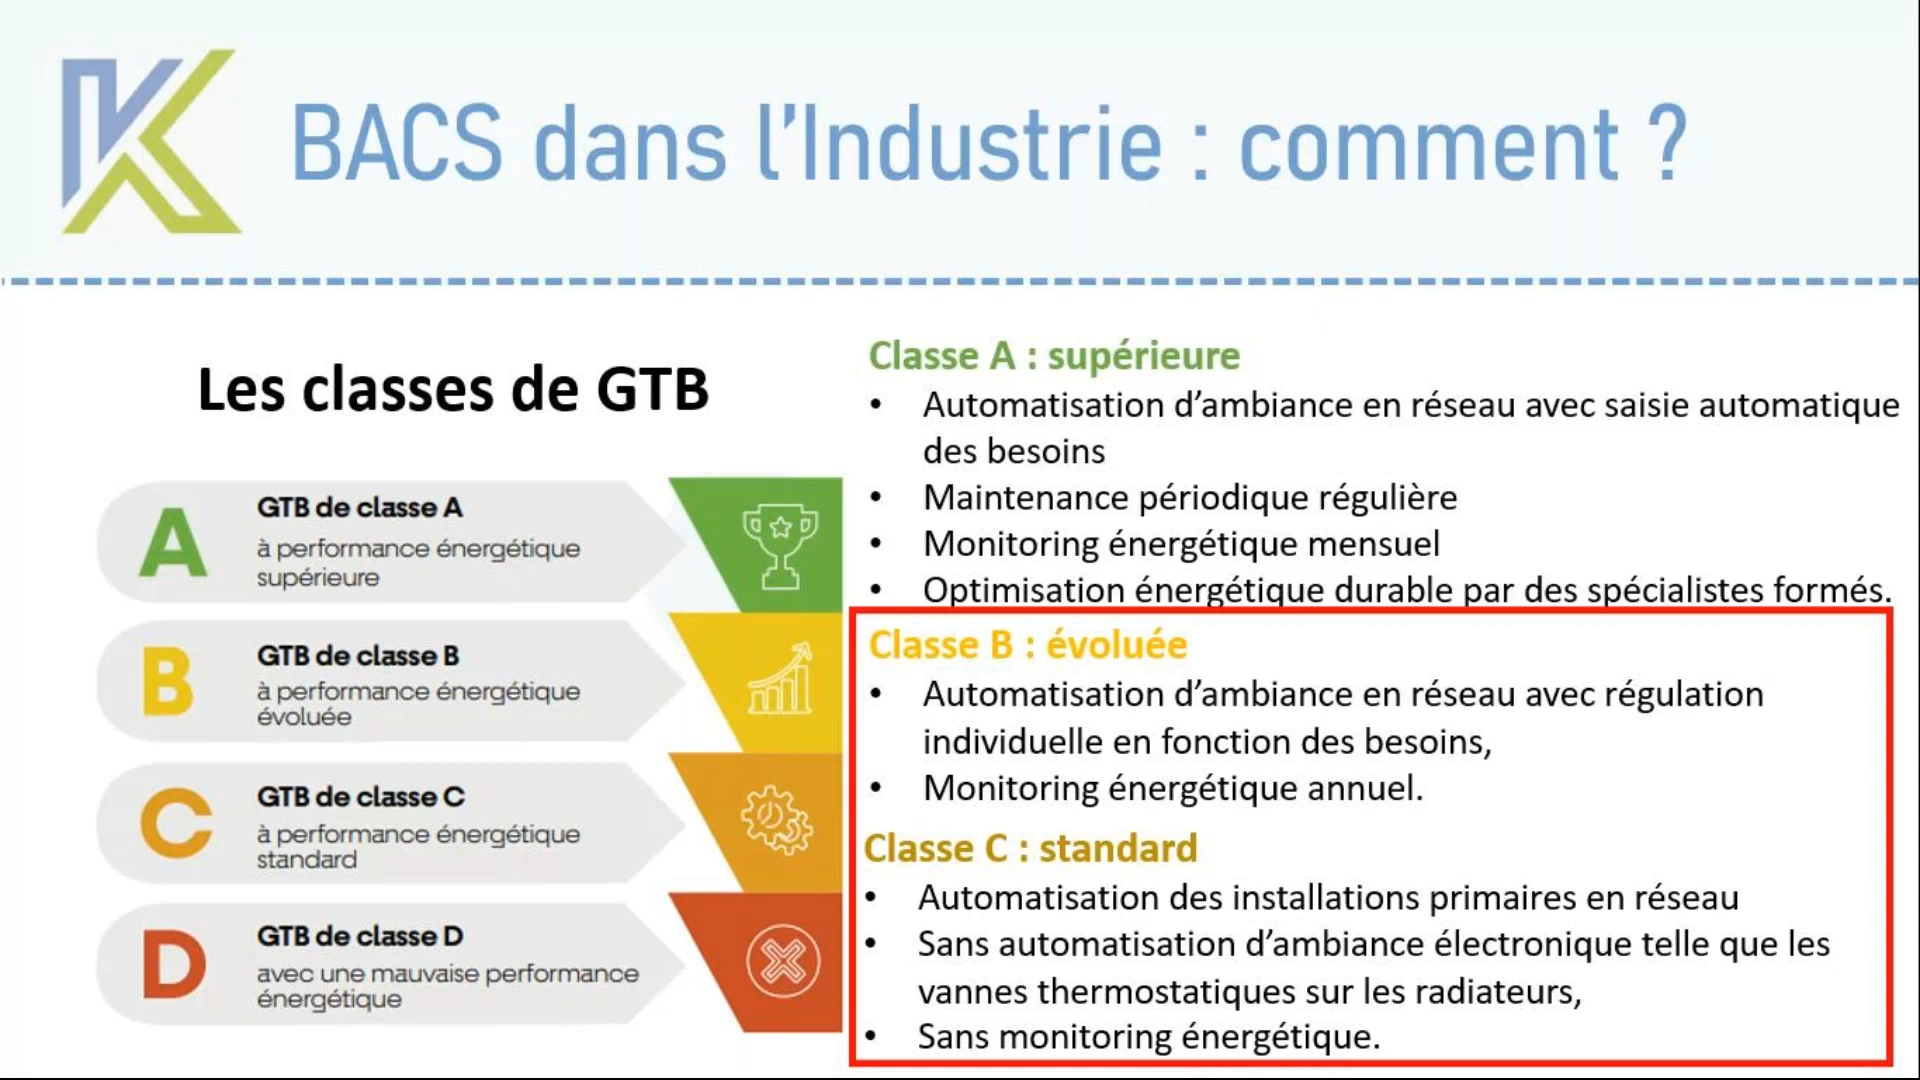 BACS dans l’Industrie : comment ?
Les classes de GTB
A
GTB de classe A
à performance énergétique
supérieure
B
GTB de classe B
à performance énergétique
évoluée
C
GTB de classe C
à performance énergétique
standard
D
GTB de classe D
avec une mauvaise performance
énergétique
Classe A : supérieure
• Automatisation d’ambiance en réseau avec saisie automatique
des besoins
• Maintenance périodique régulière
• Monitoring énergétique mensuel
• Optimisation énergétique durable par des spécialistes formés.
Classe B : évoluée
• Automatisation d’ambiance en réseau avec régulation
individuelle en fonction des besoins,
• Monitoring énergétique annuel.
Classe C : standard
• Automatisation des installations primaires en réseau
• Sans automatisation d’ambiance électronique telle que les
vannes thermostatiques sur les radiateurs,
• Sans monitoring énergétique.